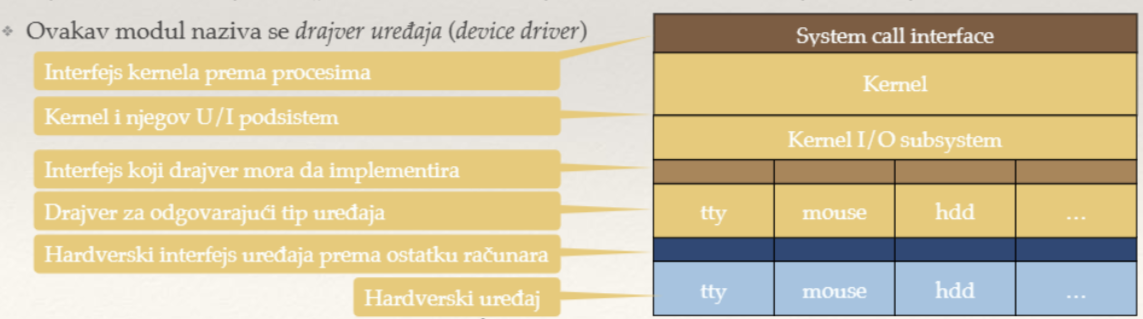 ❖ Ovakav modul naziva se drajver uređaja (device driver)
System call interface
Interfejs kernela prema procesima
Kernel
Kernel i njegov U/I podsistem
Kernel I/O subsystem
Interfejs koji drajver mora da implementira
Drajver za odgovarajući tip uređaja
tty mouse hdd ...
Hardverski interfejs uređaja prema ostatku računara
Hardverski uređaj
tty mouse hdd ...